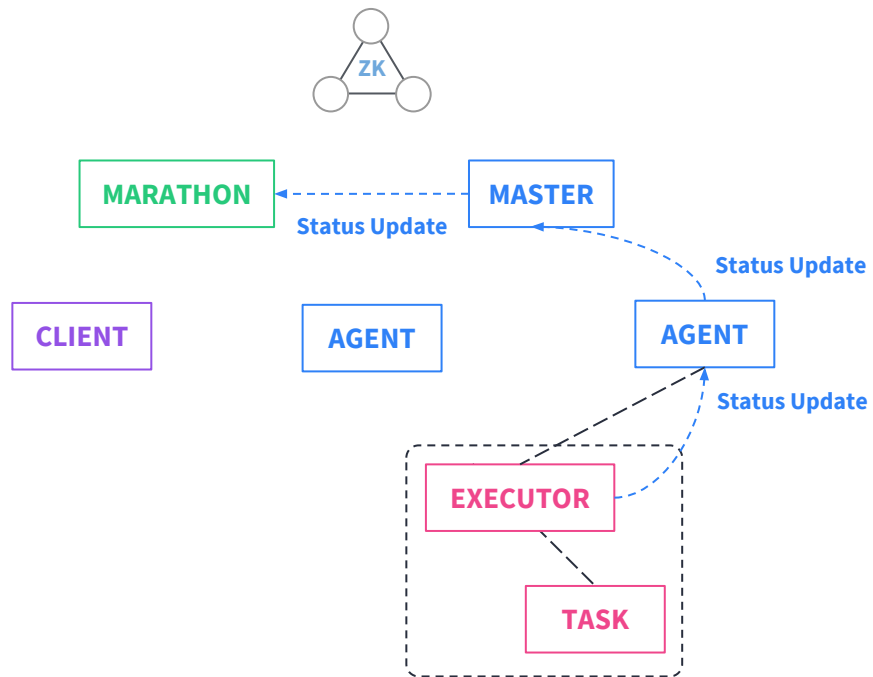 ZK
MARATHON
MASTER
Status Update
Status Update
CLIENT
AGENT
AGENT
Status Update
EXECUTOR
TASK